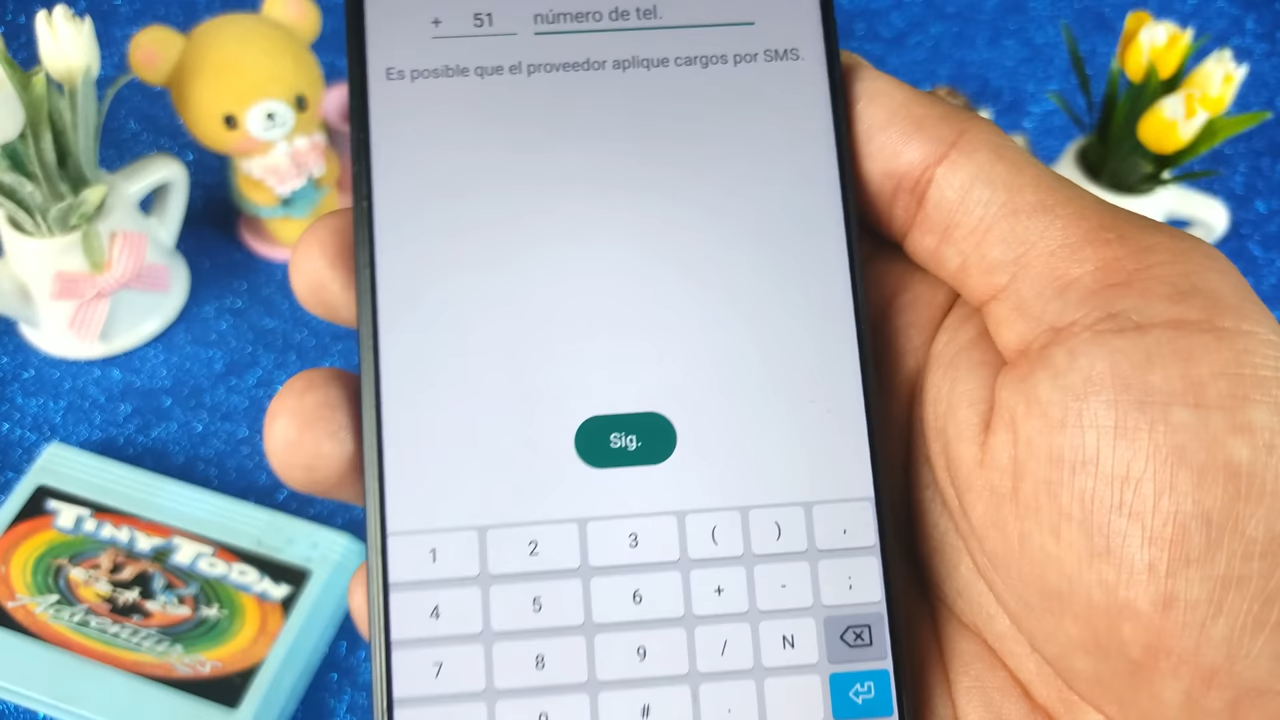 + 51 número de tel.
Es posible que el proveedor aplique cargos por SMS.
Sig.
1 2 3 ( ) ,
4 5 6 + - ;
7 8 9 / N
0 # .
TINY TOON